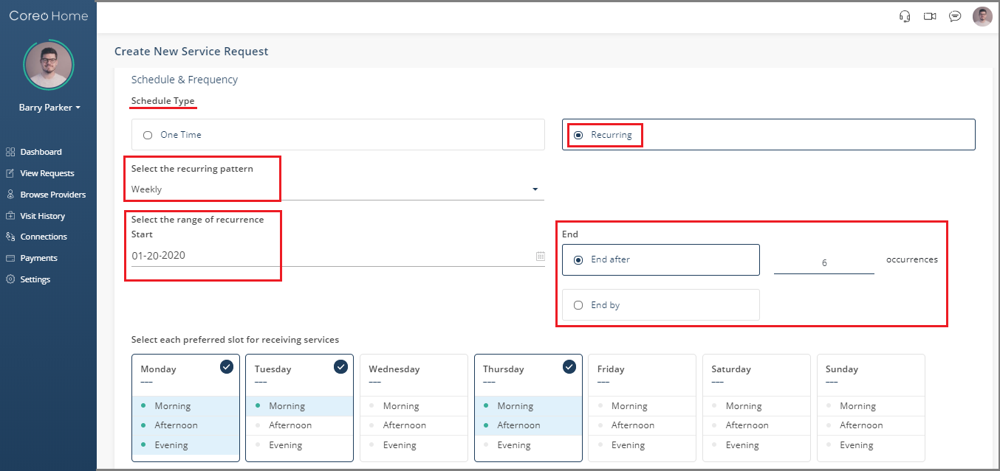 Coreo Home
Barry Parker
Dashboard
View Requests
Browse Providers
Visit History
Connections
Payments
Settings
Create New Service Request
Schedule & Frequency
Schedule Type
One Time
Recurring
Select the recurring pattern
Weekly
Select the range of recurrence
Start
01-20-2020
End
End after
6
occurrences
End by
Select each preferred slot for receiving services
Monday
Morning
Afternoon
Evening
Tuesday
Morning
Afternoon
Evening
Wednesday
Morning
Afternoon
Evening
Thursday
Morning
Afternoon
Evening
Friday
Morning
Afternoon
Evening
Saturday
Morning
Afternoon
Evening
Sunday
Morning
Afternoon
Evening